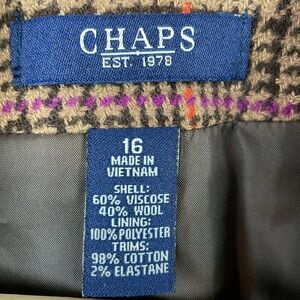 CHAPS
EST. 1978
16
MADE IN
VIETNAM
SHELL:
60% VISCOSE
40% WOOL
LINING:
100% POLYESTER
TRIMS:
98% COTTON
2% ELASTANE